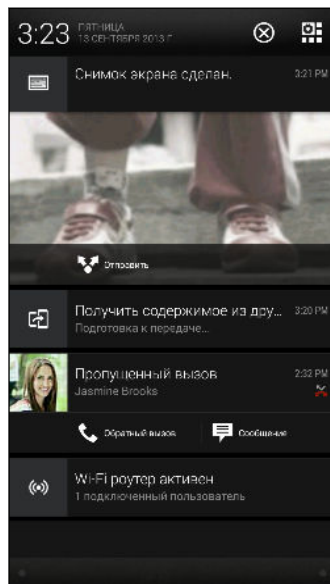 3:23
ПЯТНИЦА
13 СЕНТЯБРЯ 2013 Г.
Снимок экрана сделан.
3:21 PM
Отправить
Получить содержимое из дру...
3:20 PM
Подготовка к передаче...
Пропущенный вызов
2:32 PM
Jasmine Brooks
Обратный вызов
Сообщение
Wi-Fi роутер активен
1 подключенный пользователь